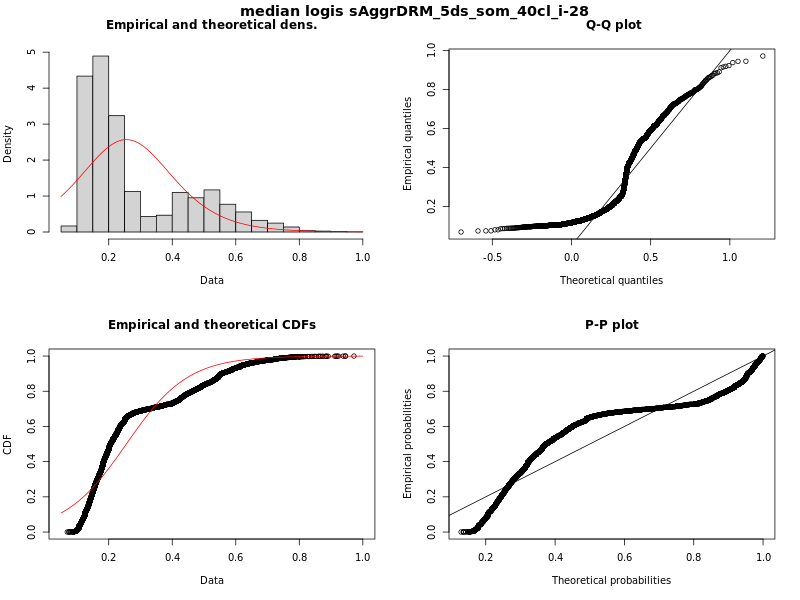 median logis sAggrDRM_5ds_som_40cl_i-28
Empirical and theoretical dens.
Density
0 1 2 3 4 5
0.2 0.4 0.6 0.8 1.0
Data
Q-Q plot
Empirical quantiles
0.2 0.4 0.6 0.8 1.0
-0.5 0.0 0.5 1.0
Theoretical quantiles
Empirical and theoretical CDFs
CDF
0.0 0.2 0.4 0.6 0.8 1.0
0.2 0.4 0.6 0.8 1.0
Data
P-P plot
Empirical probabilities
0.0 0.2 0.4 0.6 0.8 1.0
0.2 0.4 0.6 0.8 1.0
Theoretical probabilities